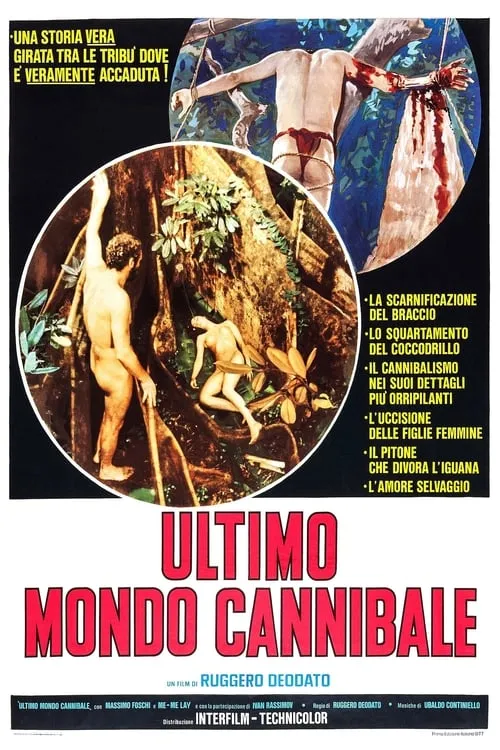 • UNA STORIA VERA
GIRATA TRA LE TRIBU' DOVE
E' VERAMENTE ACCADUTA !
• LA SCARNIFICAZIONE
DEL BRACCIO
• LO SQUARTAMENTO
DEL COCCODRILLO
• IL CANNIBALISMO
NEI SUOI DETTAGLI
PIU' ORRIPILANTI
• L'UCCISIONE
DELLE FIGLIE FEMMINE
• IL PITONE
CHE DIVORA L'IGUANA
• L'AMORE SELVAGGIO
ULTIMO
MONDO CANNIBALE
UN FILM DI RUGGERO DEODATO
"ULTIMO MONDO CANNIBALE, con MASSIMO FOSCHI e ME-ME LAY e con la partecipazione di IVAN RASSIMOV • Regia di RUGGERO DEODATO • Musiche di UBALDO CONTINIELLO
Distribuzione INTERFILM-TECHNICOLOR